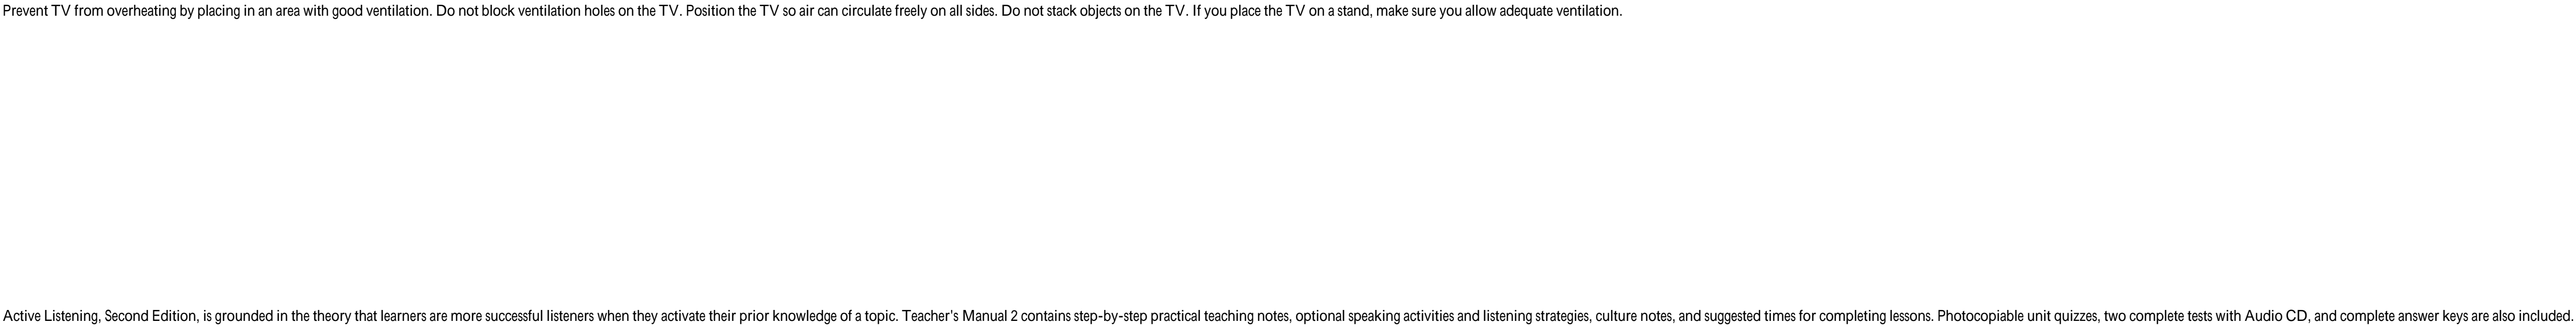 Prevent TV from overheating by placing in an area with good ventilation. Do not block ventilation holes on the TV. Position the TV so air can circulate freely on all sides. Do not stack objects on the TV. If you place the TV on a stand, make sure you allow adequate ventilation.
Active Listening, Second Edition, is grounded in the theory that learners are more successful listeners when they activate their prior knowledge of a topic. Teacher's Manual 2 contains step-by-step practical teaching notes, optional speaking activities and listening strategies, culture notes, and suggested times for completing lessons. Photocopiable unit quizzes, two complete tests with Audio CD, and complete answer keys are also included.